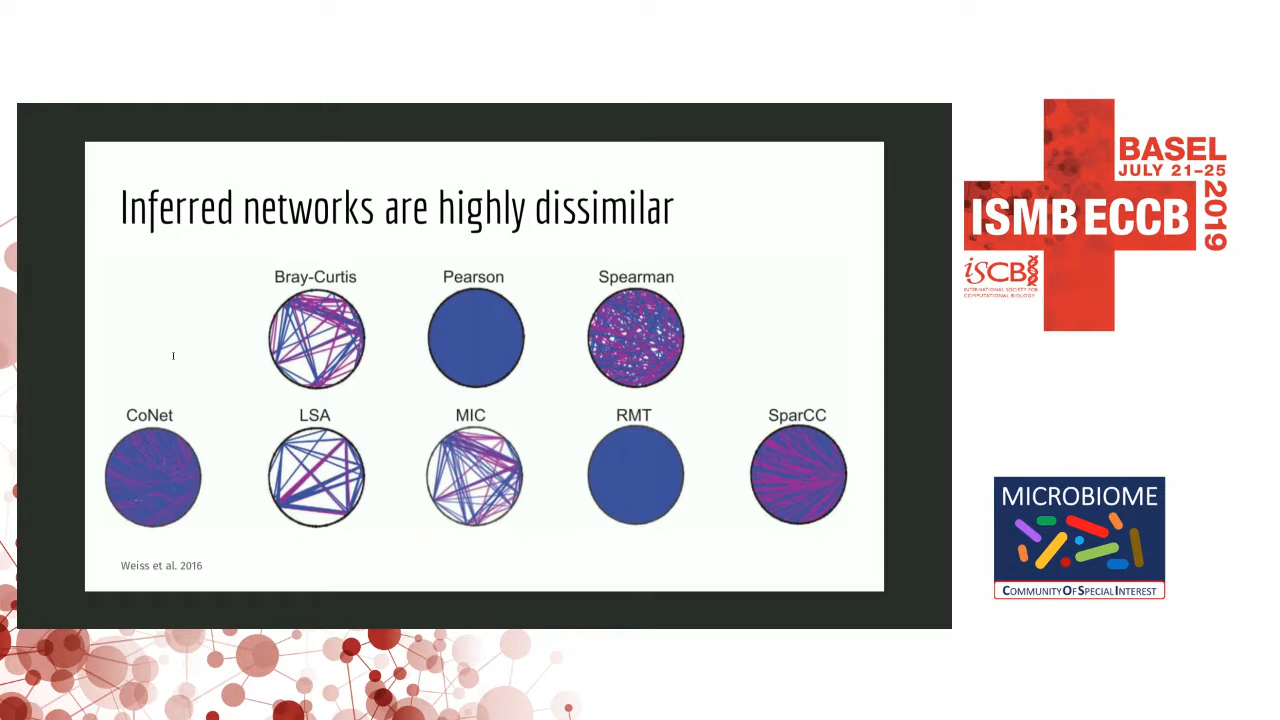 Inferred networks are highly dissimilar
Bray-Curtis
Pearson
Spearman
CoNet
LSA
MIC
RMT
SparCC
Weiss et al. 2016
BASEL
JULY 21–25
2019
ISMB ECCB
iSCB
INTERNATIONAL SOCIETY FOR
COMPUTATIONAL BIOLOGY
MICROBIOME
COMMUNITY OF SPECIAL INTEREST